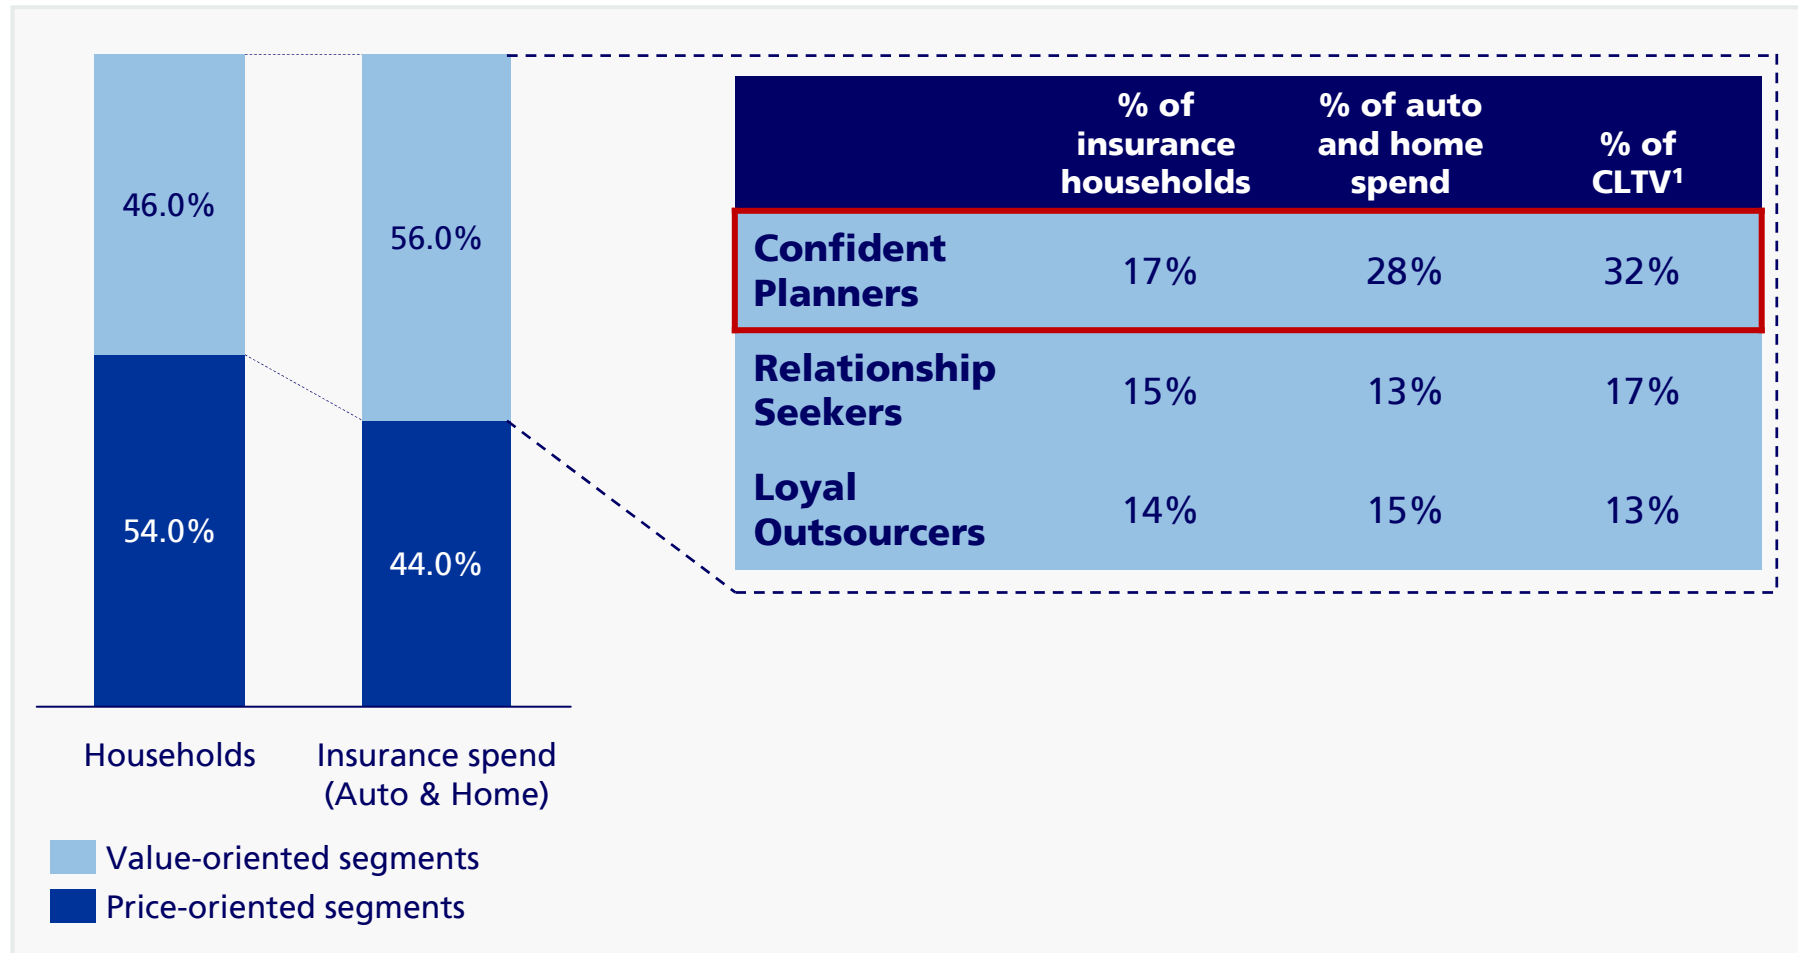 46.0%
56.0%
54.0%
44.0%
Households
Insurance spend
(Auto & Home)
Value-oriented segments
Price-oriented segments
% of
insurance
households
% of auto
and home
spend
% of
CLTV¹
Confident
Planners
17%
28%
32%
Relationship
Seekers
15%
13%
17%
Loyal
Outsourcers
14%
15%
13%